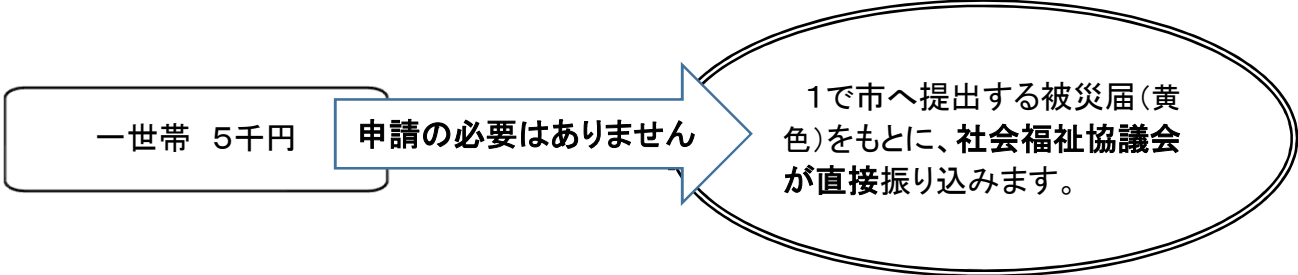 一世帯 5千円
申請の必要はありません
1で市へ提出する被災届(黄
色)をもとに、社会福祉協議会
が直接振り込みます。